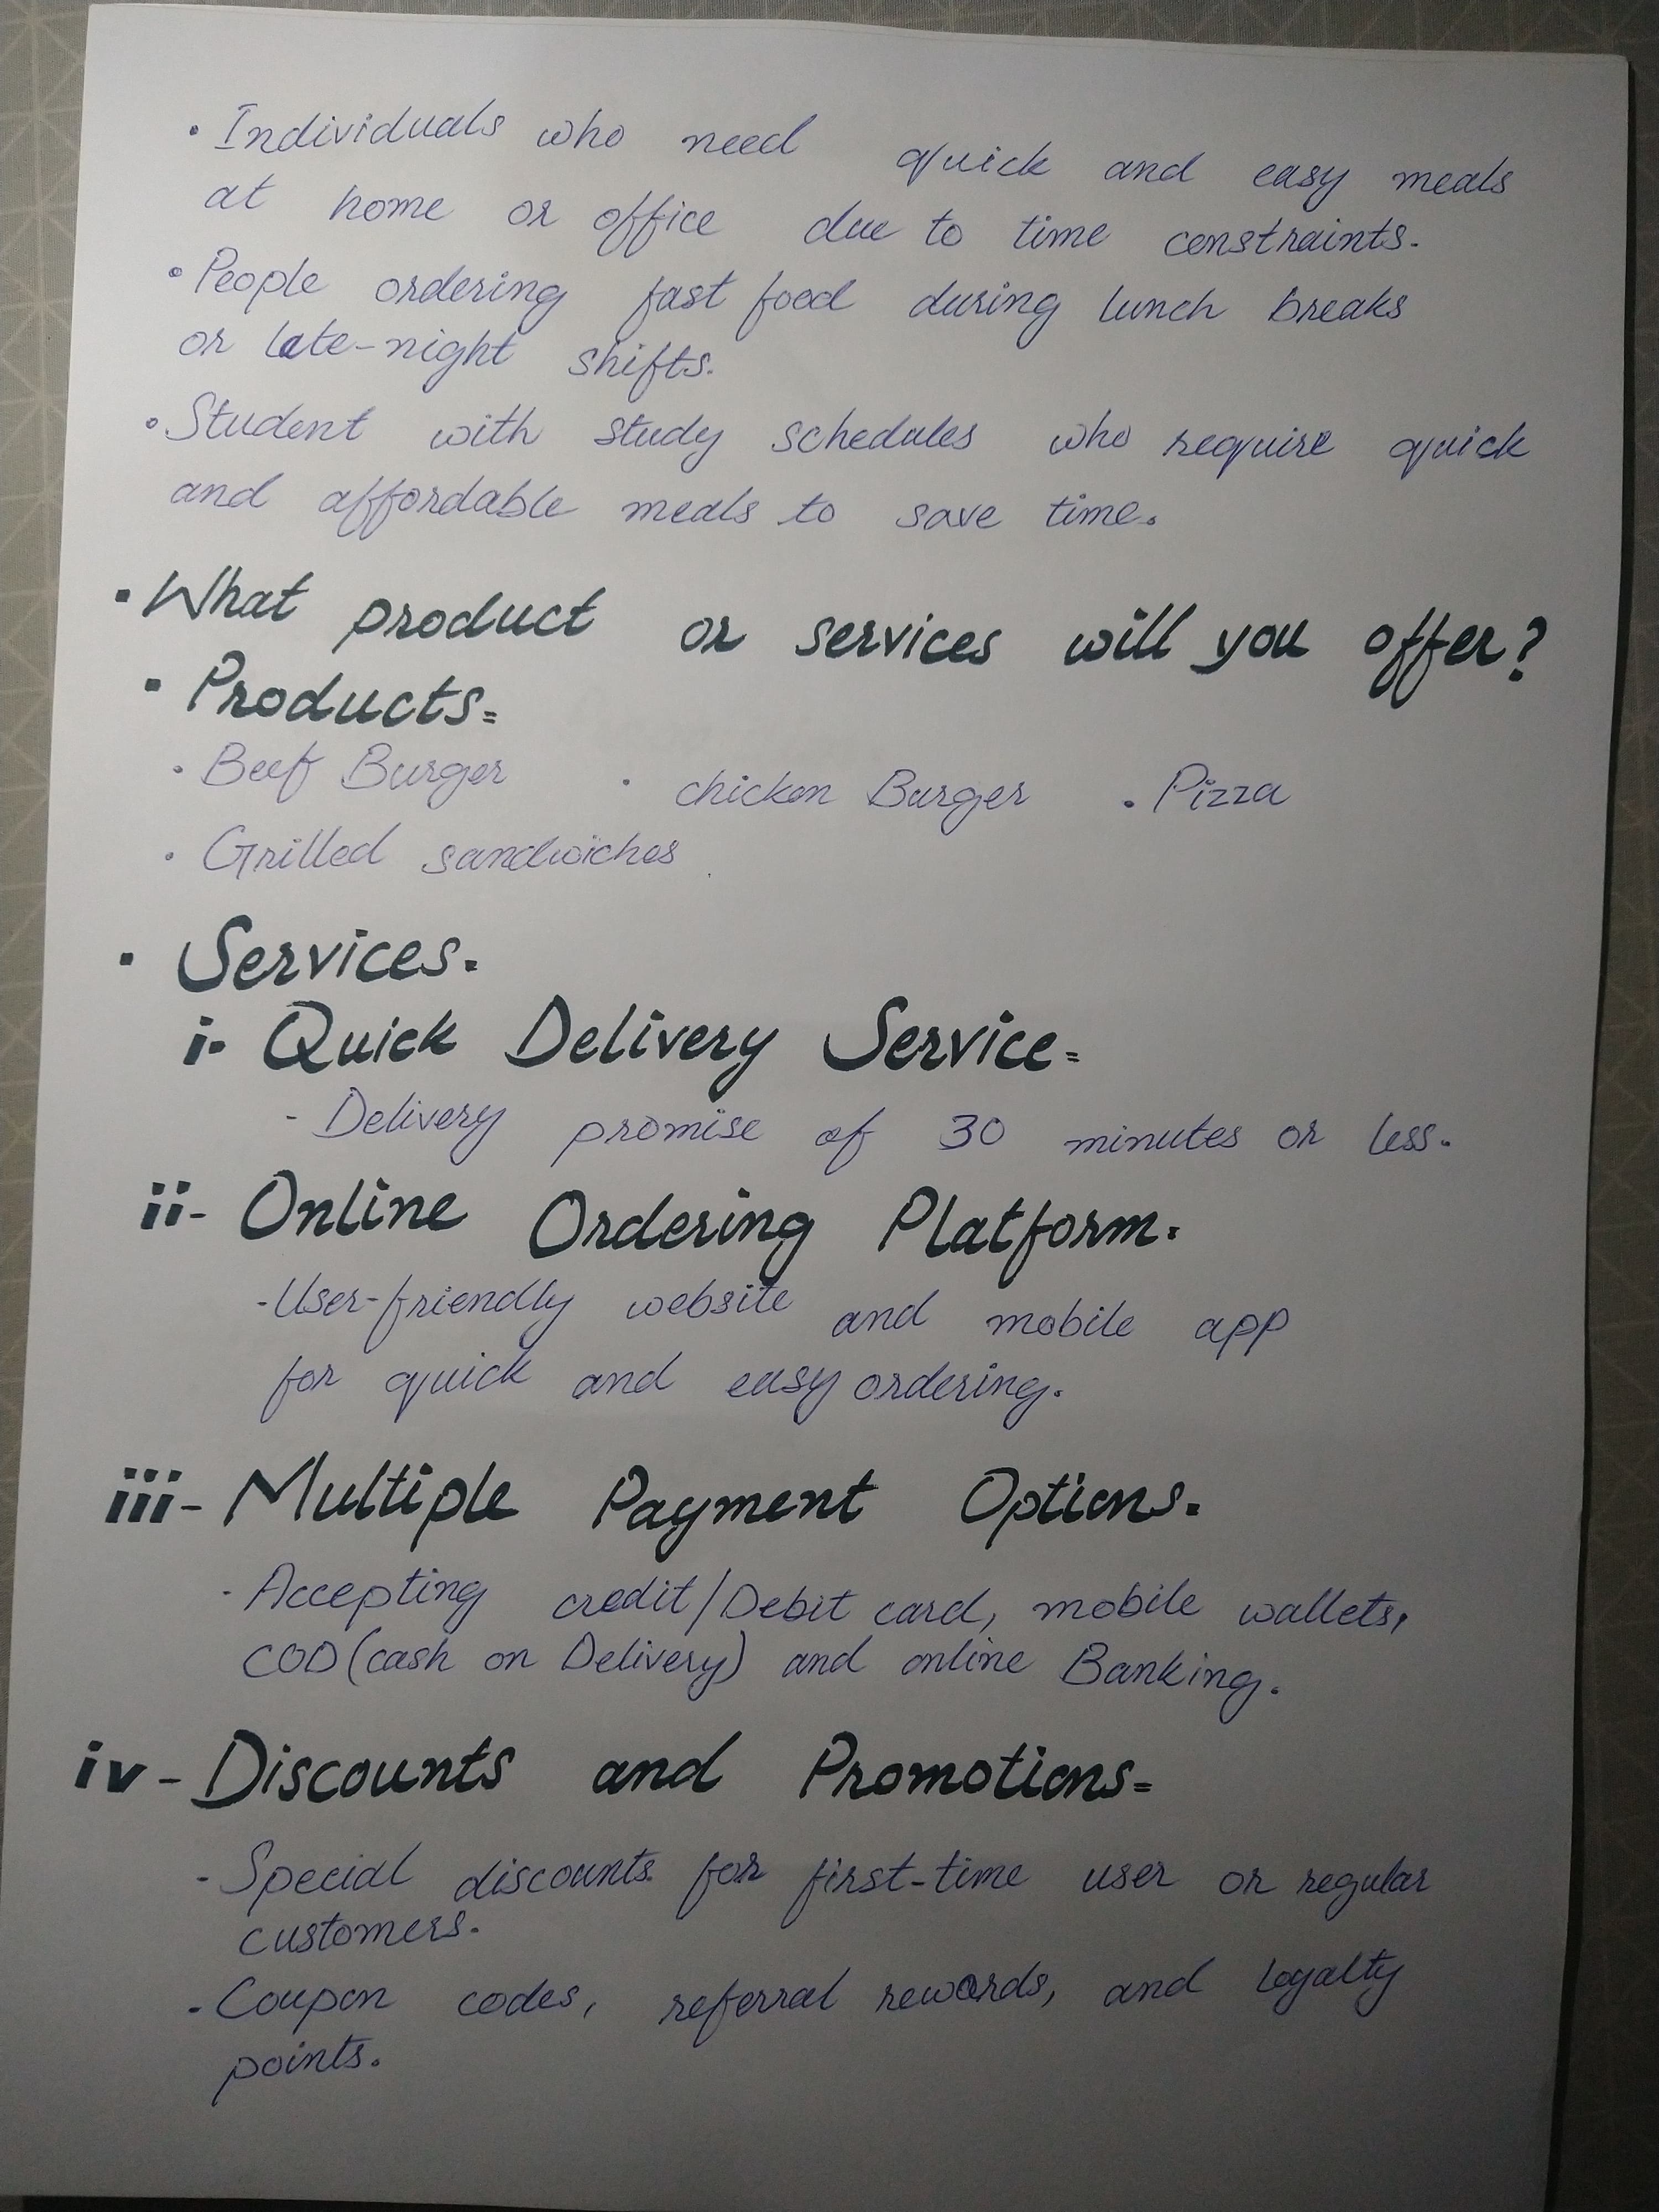 • Individuals who need quick and easy meals
at home or office due to time constraints.
• People ordering fast food during lunch breaks
or late-night shifts.
• Student with study schedules who require quick
and affordable meals to save time.
• What product or services will you offer?
• Products=
• Beef Burger • chicken Burger • Pizza
• Grilled sandwiches
• Services.
i- Quick Delivery Service=
- Delivery promise of 30 minutes or less.
ii- Online Ordering Platform.
-User-friendly website and mobile app
for quick and easy ordering.
iii- Multiple Payment Options.
- Accepting credit/Debit card, mobile wallets,
COD (cash on Delivery) and online Banking.
iv- Discounts and Promotions=
- Special discounts for first-time user or regular
customers.
- Coupon codes, referral rewards, and loyalty
points.